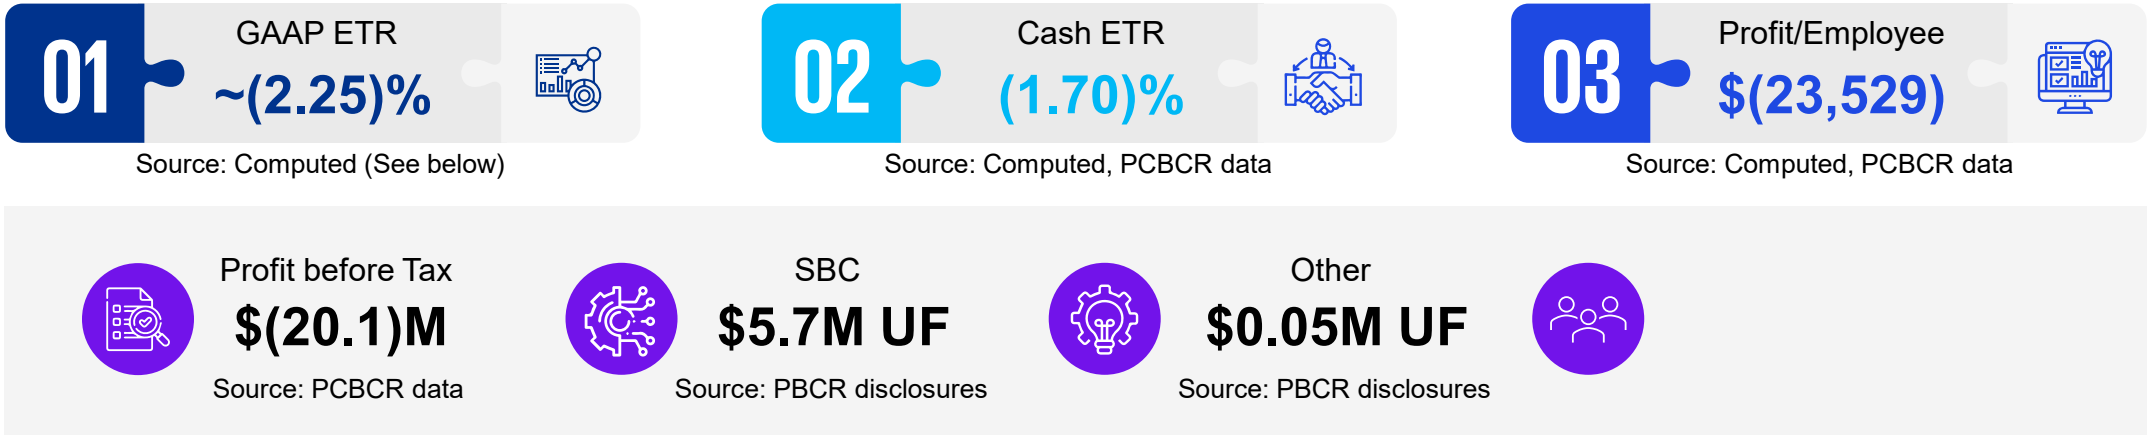 01
GAAP ETR
~(2.25)%
Source: Computed (See below)
02
Cash ETR
(1.70)%
Source: Computed, PCBCR data
03
Profit/Employee
$(23,529)
Source: Computed, PCBCR data
Profit before Tax
$(20.1)M
Source: PCBCR data
SBC
$5.7M UF
Source: PBCR disclosures
Other
$0.05M UF
Source: PBCR disclosures